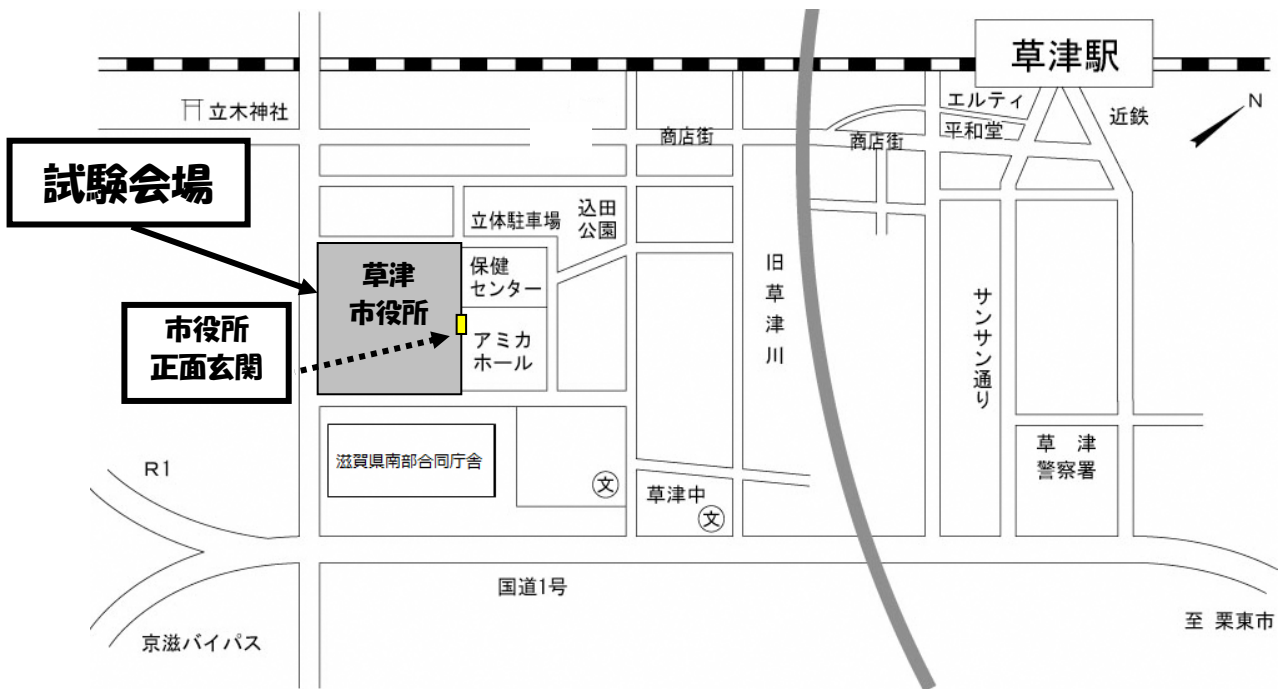 草津駅
エルティ
近鉄
N
立木神社
平和堂
商店街
商店街
試験会場
立体駐車場
込田
公園
草津
市役所
保健
センター
旧草津川
サンサン通り
市役所
正面玄関
アミカ
ホール
草津
警察署
滋賀県南部合同庁舎
R1
文
草津中
文
国道1号
至 栗東市
京滋バイパス